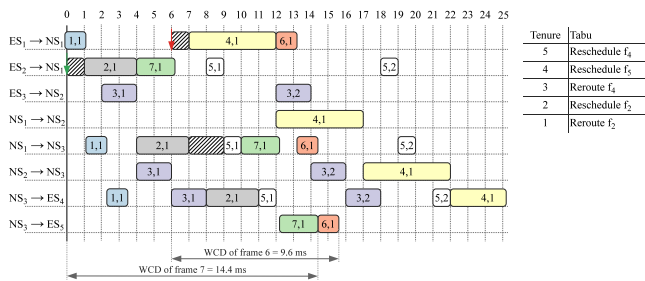 0 1 2 3 4 5 6 7 8 9 10 11 12 13 14 15 16 17 18 19 20 21 22 23 24 25
ES1 → NS1 1,1 4,1 6,1
ES2 → NS1 2,1 7,1 5,1 5,2
ES3 → NS2 3,1 3,2
NS1 → NS2 4,1
NS1 → NS3 1,1 2,1 5,1 7,1 6,1 5,2
NS2 → NS3 3,1 3,2 4,1
NS3 → ES4 1,1 3,1 2,1 5,1 3,2 5,2 4,1
NS3 → ES5 7,1 6,1
WCD of frame 6 = 9.6 ms
WCD of frame 7 = 14.4 ms
Tenure Tabu
5 Reschedule f4
4 Reschedule f5
3 Reroute f4
2 Reschedule f2
1 Reroute f2